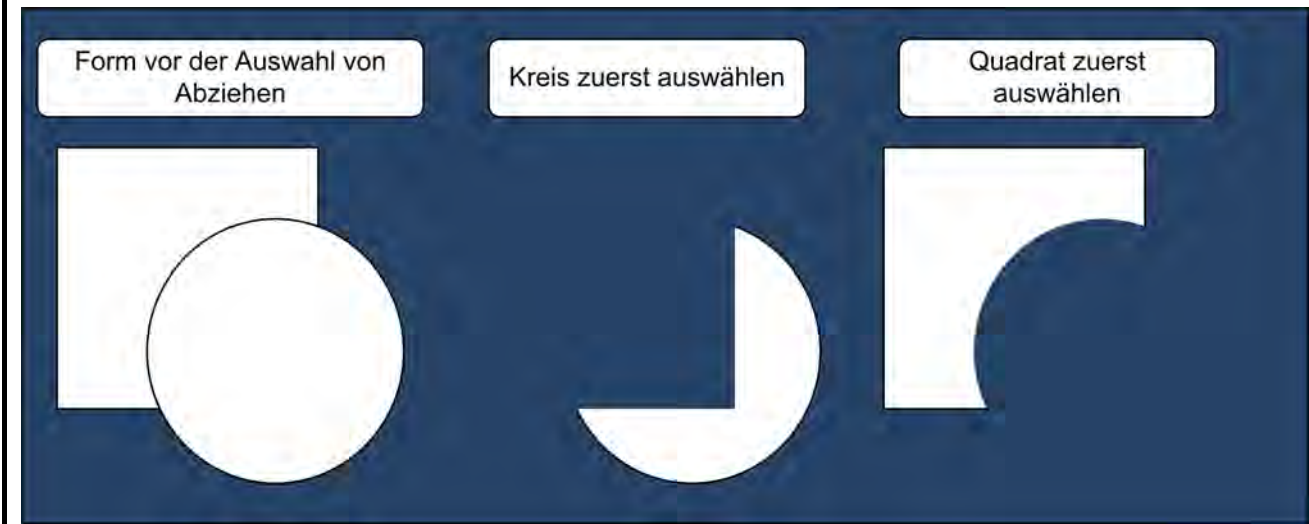 Form vor der Auswahl von
Abziehen
Kreis zuerst auswählen
Quadrat zuerst
auswählen